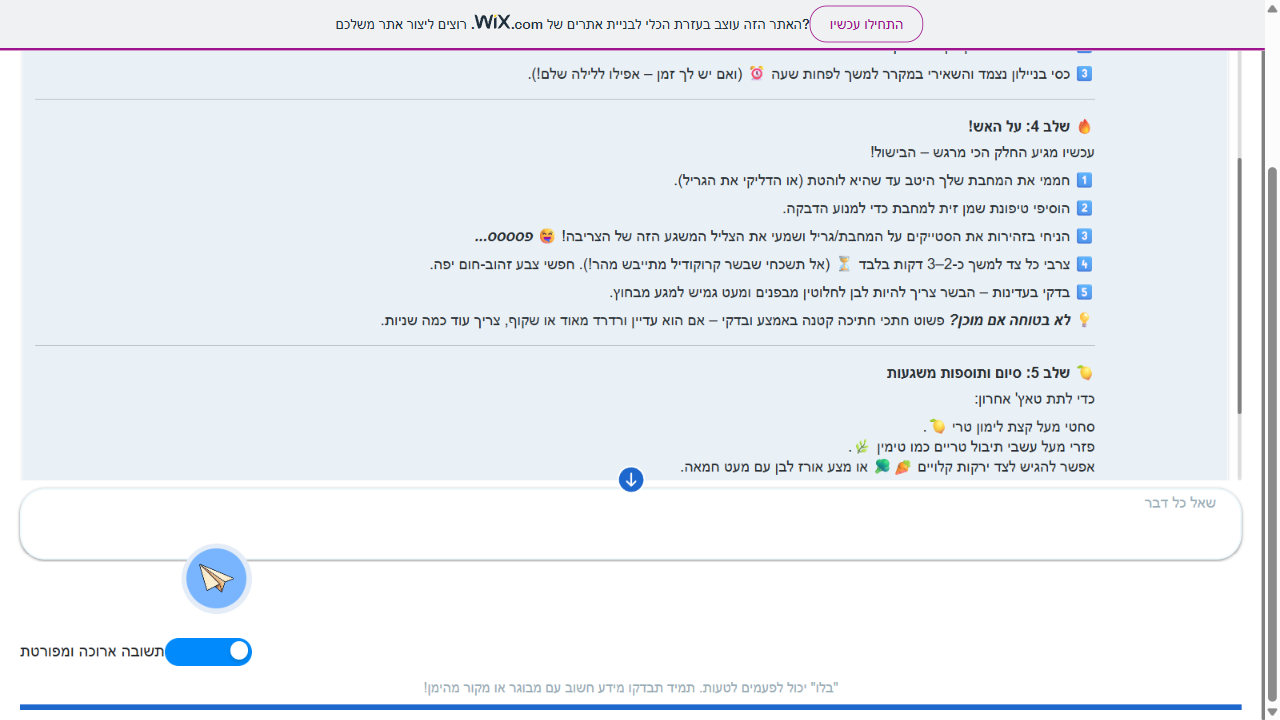 התחילו עכשיו
האתר הזה עוצב בעזרת הכלי לבניית אתרים של WiX.com. רוצים ליצור אתר משלכם?
3 כסי בניילון נצמד והשאירי במקרר למשך לפחות שעה ⏰ (ואם יש לך זמן – אפילו ללילה שלם!).
🔥 שלב 4: על האש!
עכשיו מגיע החלק הכי מרגש – הבישול!
1 חממי את המחבת שלך היטב עד שהיא לוהטת (או הדליקי את הגריל).
2 הוסיפי טיפונת שמן זית למחבת כדי למנוע הדבקה.
3 הניחי בזהירות את הסטייקים על המחבת/גריל ושמעי את הצליל המשגע הזה של הצריבה! 😝 פסססס...
4 צרבי כל צד למשך כ-2–3 דקות בלבד ⏳ (אל תשכחי שבשר קרוקודיל מתייבש מהר!). חפשי צבע זהוב-חום יפה.
5 בדקי בעדינות – הבשר צריך להיות לבן לחלוטין מבפנים ומעט גמיש למגע מבחוץ.
💡 לא בטוחה אם מוכן? פשוט חתכי חתיכה קטנה באמצע ובדקי – אם הוא עדיין ורדרד מאוד או שקוף, צריך עוד כמה שניות.
🍋 שלב 5: סיום ותוספות משגעות
כדי לתת טאץ' אחרון:
סחטי מעל קצת לימון טרי 🍋.
פזרי מעל עשבי תיבול טריים כמו טימין 🌿.
אפשר להגיש לצד ירקות קלויים 🥕🥦 או מצע אורז לבן עם מעט חמאה.
שאל כל דבר
תשובה ארוכה ומפורטת
"בלו" יכול לפעמים לטעות. תמיד תבדקו מידע חשוב עם מבוגר או מקור מהימן!